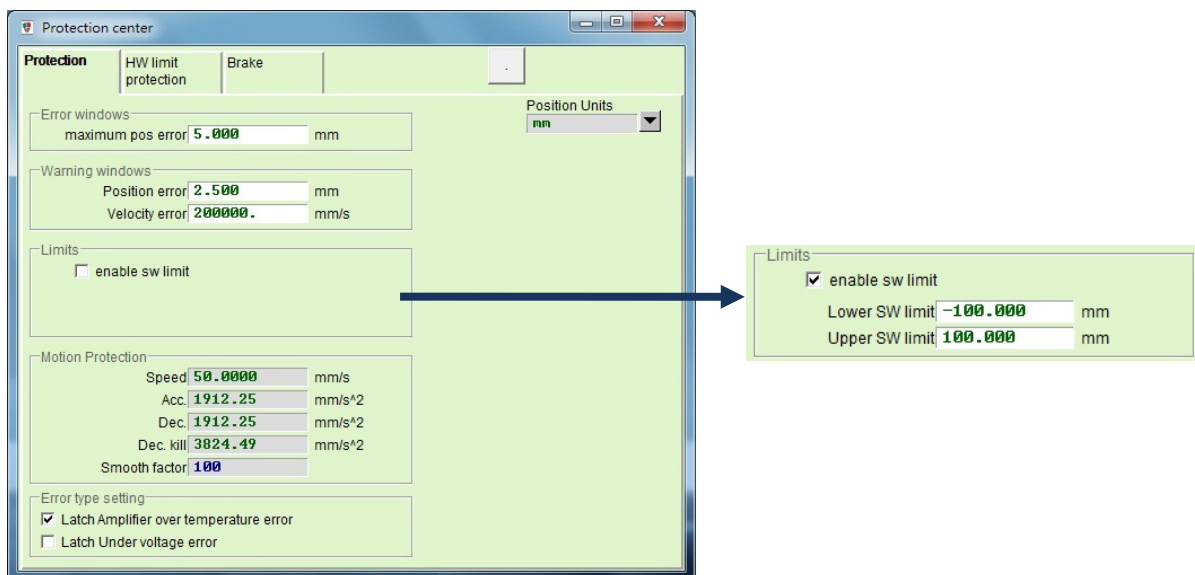 Protection center
Protection
HW limit
protection
Brake
.
Position Units
mm
Error windows
maximum pos error 5.000 mm
Warning windows
Position error 2.500 mm
Velocity error 200000. mm/s
Limits
enable sw limit
Motion Protection
Speed 50.0000 mm/s
Acc. 1912.25 mm/s^2
Dec. 1912.25 mm/s^2
Dec. kill 3824.49 mm/s^2
Smooth factor 100
Error type setting
Latch Amplifier over temperature error
Latch Under voltage error
Limits
enable sw limit
Lower SW limit -100.000 mm
Upper SW limit 100.000 mm